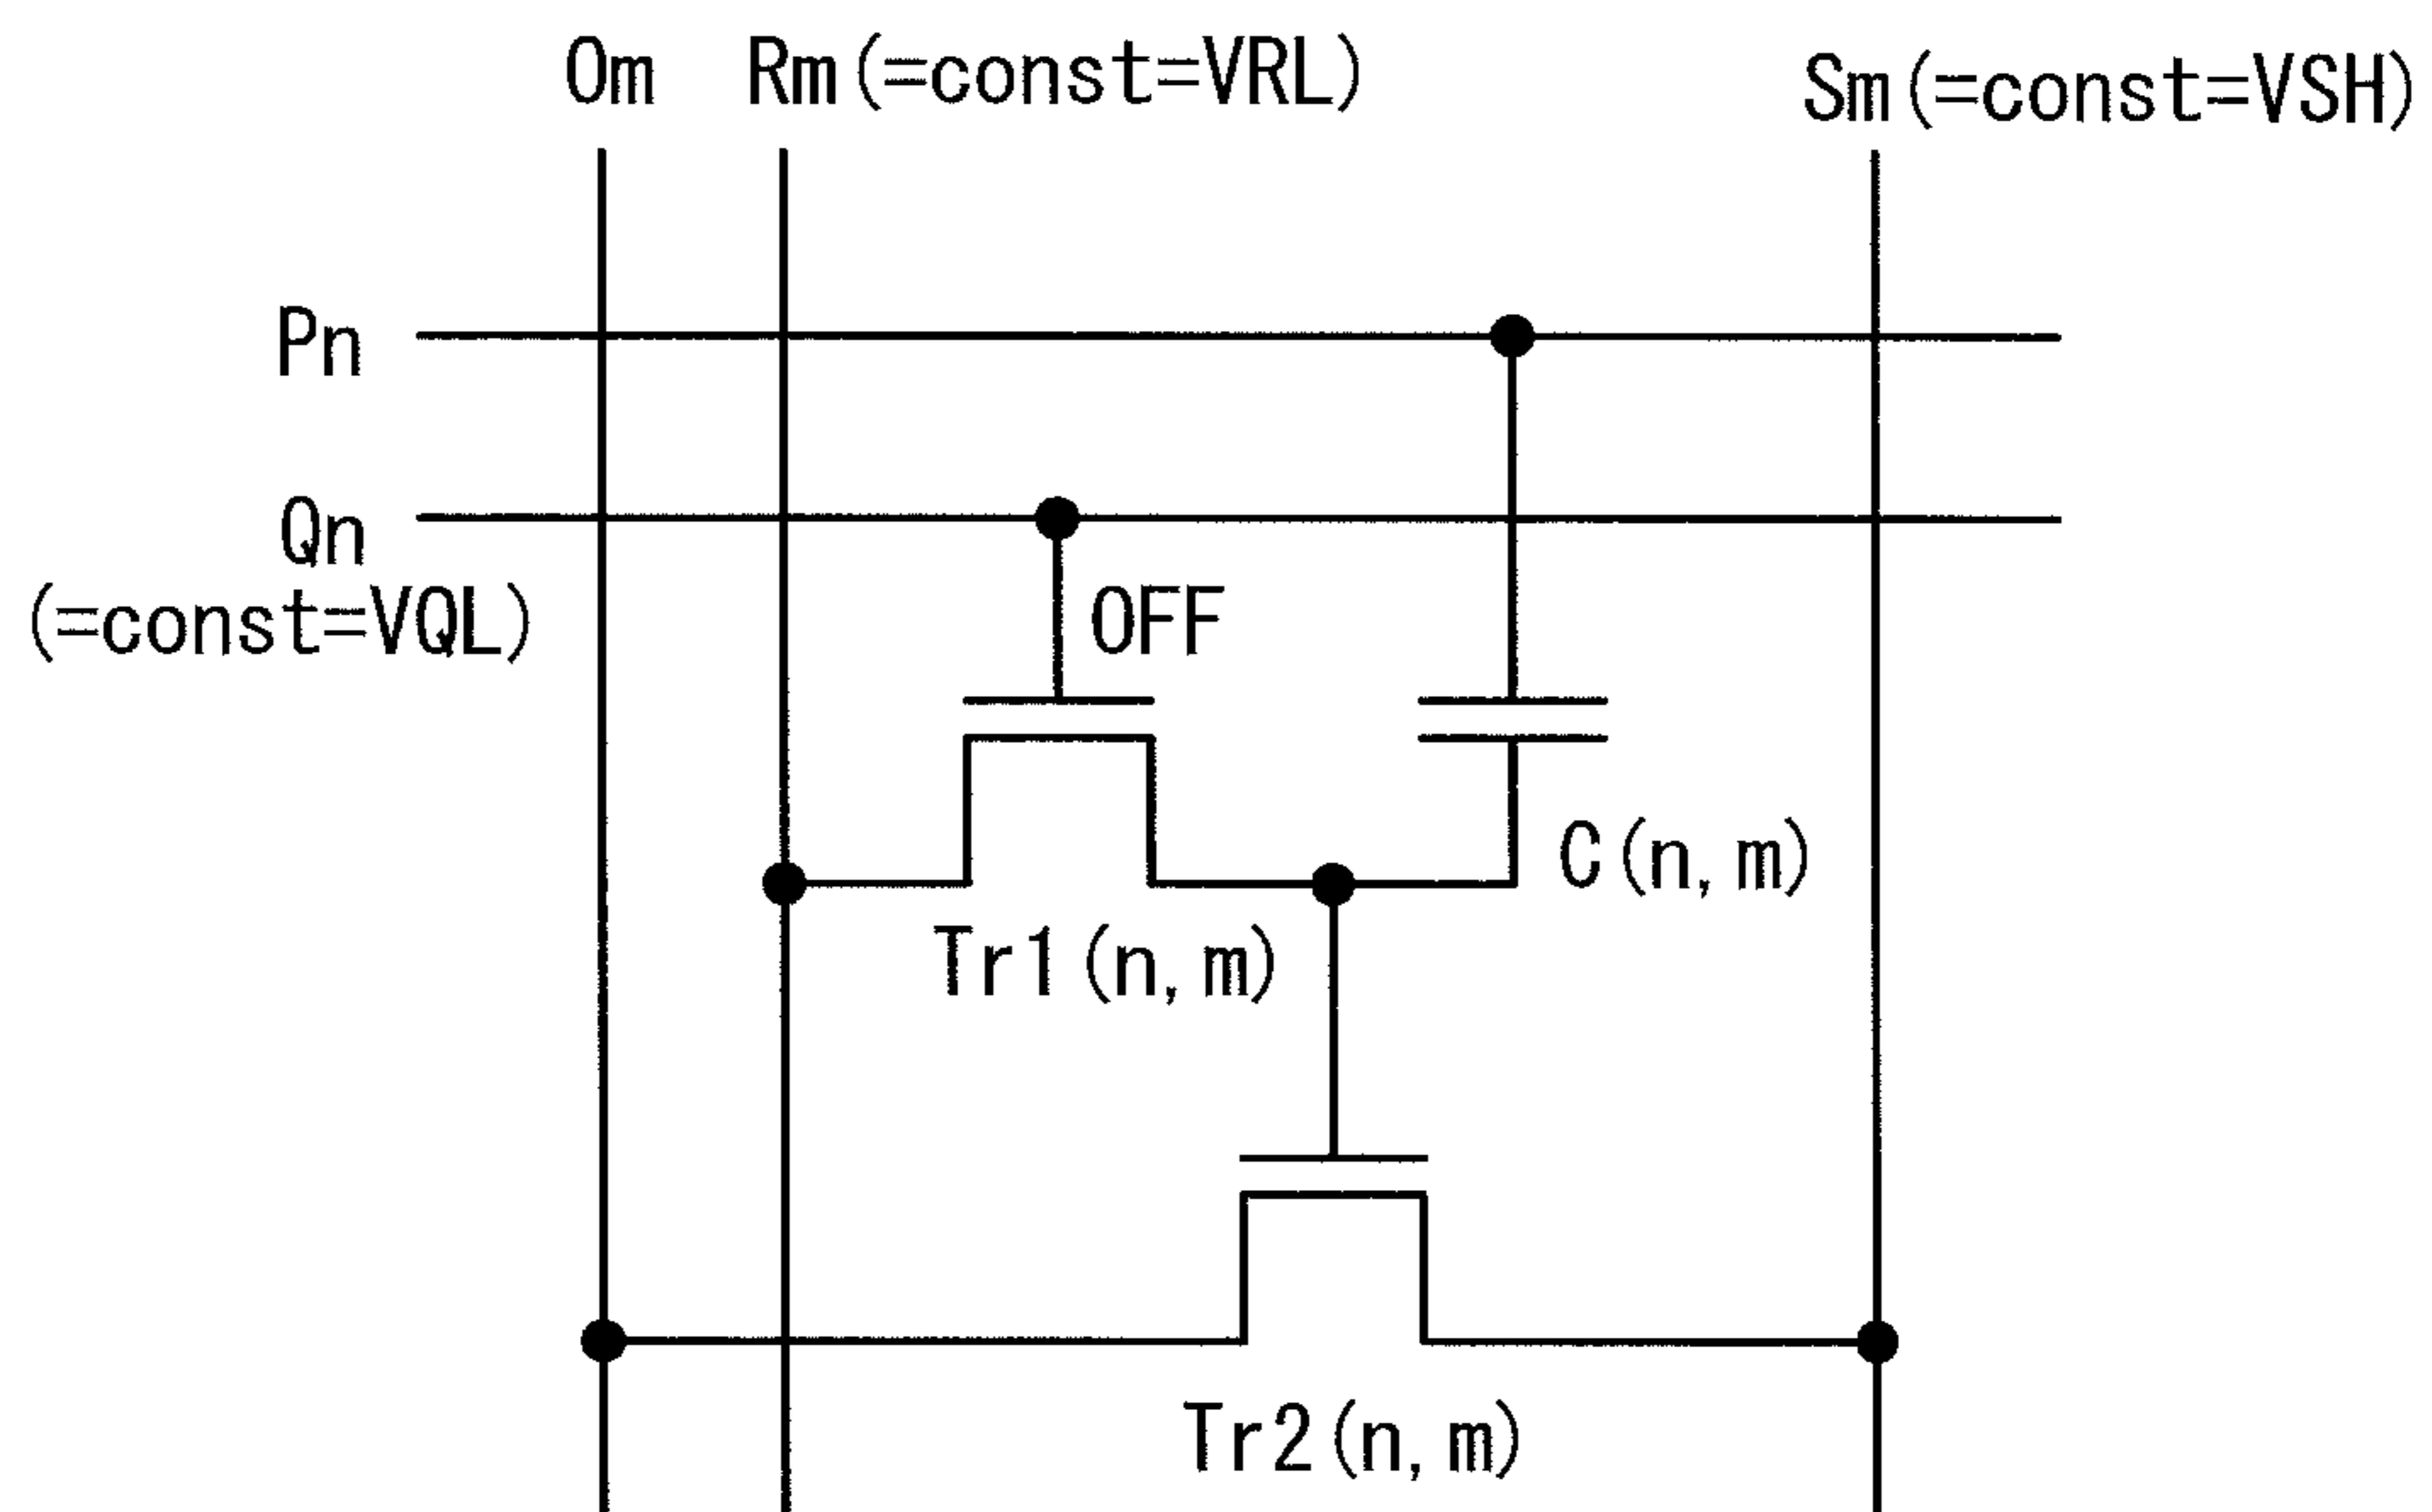 Om
Rm(=const=VRL)
Sm(=const=VSH)
Pn
Qn
(=const=VQL)
OFF
C(n,m)
Tr1(n,m)
Tr2(n,m)